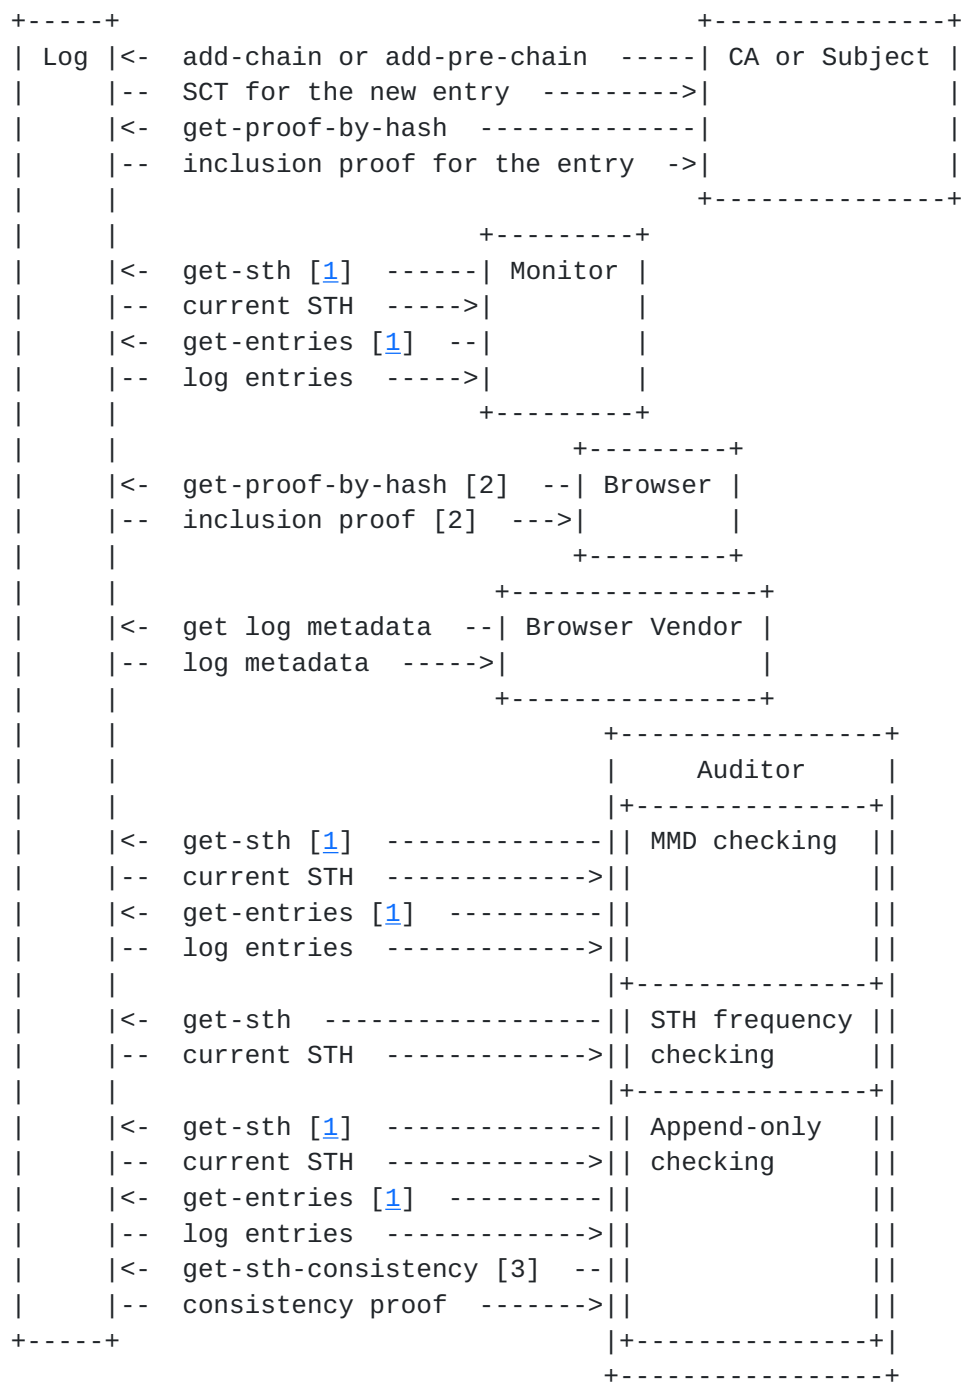 +-----+                                     +---------------+
| Log |<-  add-chain or add-pre-chain  -----| CA or Subject |
|     |--  SCT for the new entry  --------->|               |
|     |<-  get-proof-by-hash  --------------|               |
|     |--  inclusion proof for the entry  ->|               |
|     |                                     +---------------+
|     |                       +---------+
|     |<-  get-sth [1]  ------| Monitor |
|     |--  current STH  ----->|         |
|     |<-  get-entries [1]  --|         |
|     |--  log entries  ----->|         |
|     |                       +---------+
|     |                             +---------+
|     |<-  get-proof-by-hash [2]  --| Browser |
|     |--  inclusion proof [2]  --->|         |
|     |                             +---------+
|     |                        +----------------+
|     |<-  get log metadata  --| Browser Vendor |
|     |--  log metadata  ----->|                |
|     |                        +----------------+
|     |                               +-----------------+
|     |                               |     Auditor     |
|     |                               |+---------------+|
|     |<-  get-sth [1]  --------------|| MMD checking  ||
|     |--  current STH  ------------->||               ||
|     |<-  get-entries [1]  ----------||               ||
|     |--  log entries  ------------->||               ||
|     |                               |+---------------+|
|     |<-  get-sth  ------------------|| STH frequency ||
|     |--  current STH  ------------->|| checking      ||
|     |                               |+---------------+|
|     |<-  get-sth [1]  --------------|| Append-only   ||
|     |--  current STH  ------------->|| checking      ||
|     |<-  get-entries [1]  ----------||               ||
|     |--  log entries  ------------->||               ||
|     |<-  get-sth-consistency [3]  --||               ||
|     |--  consistency proof  ------->||               ||
+-----+                               |+---------------+|
                                      +-----------------+